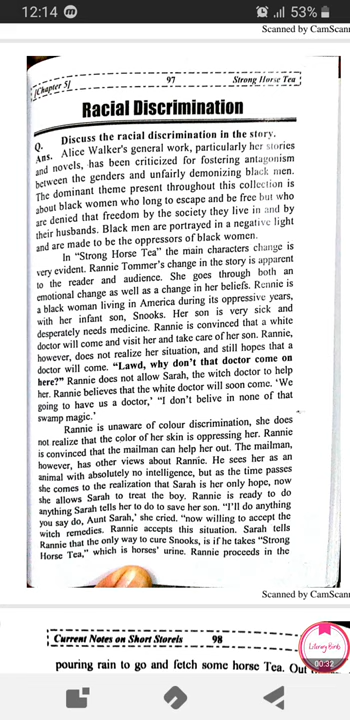 12:14 m 53%
Scanned by CamScan
[Chapter 5] 97 Strong Horse Tea
Racial Discrimination
Q. Discuss the racial discrimination in the story.
Ans. Alice Walker's general work, particularly her stories
and novels, has been criticized for fostering antagonism
between the genders and unfairly demonizing black men.
The dominant theme present throughout this collection is
about black women who long to escape and be free but who
are denied that freedom by the society they live in and by
their husbands. Black men are portrayed in a negative light
and are made to be the oppressors of black women.
In “Strong Horse Tea” the main characters change is
very evident. Rannie Tommer's change in the story is apparent
to the reader and audience. She goes through both an
emotional change as well as a change in her beliefs. Rennie is
a black woman living in America during its oppressive years,
with her infant son, Snooks. Her son is very sick and
desperately needs medicine. Rannie is convinced that a white
doctor will come and visit her and take care of her son. Rannie,
however, does not realize her situation, and still hopes that a
doctor will come. “Lawd, why don't that doctor come on
here?” Rannie does not allow Sarah, the witch doctor to help
her. Rannie believes that the white doctor will soon come. ‘We
going to have us a doctor,’ “I don't belive in none of that
swamp magic.’
Rannie is unaware of colour discrimination, she does
not realize that the color of her skin is oppressing her. Rannie
is convinced that the mailman can help her out. The mailman,
however, has other views about Rannie. He sees her as an
animal with absolutely no intelligence, but as the time passes
she comes to the realization that Sarah is her only hope, now
she allows Sarah to treat the boy. Rannie is ready to do
anything Sarah tells her to do to save her son. “I'll do anything
you say do, Aunt Sarah,’ she cried. “now willing to accept the
witch remedies. Rannie accepts this situation. Sarah tells
Rannie that the only way to cure Snooks, is if he takes “Strong
Horse Tea,” which is horses' urine. Rannie proceeds in the
Scanned by CamScan
Current Notes on Short Storeis 98
pouring rain to go and fetch some horse Tea. Out
Literary Birds
00:32